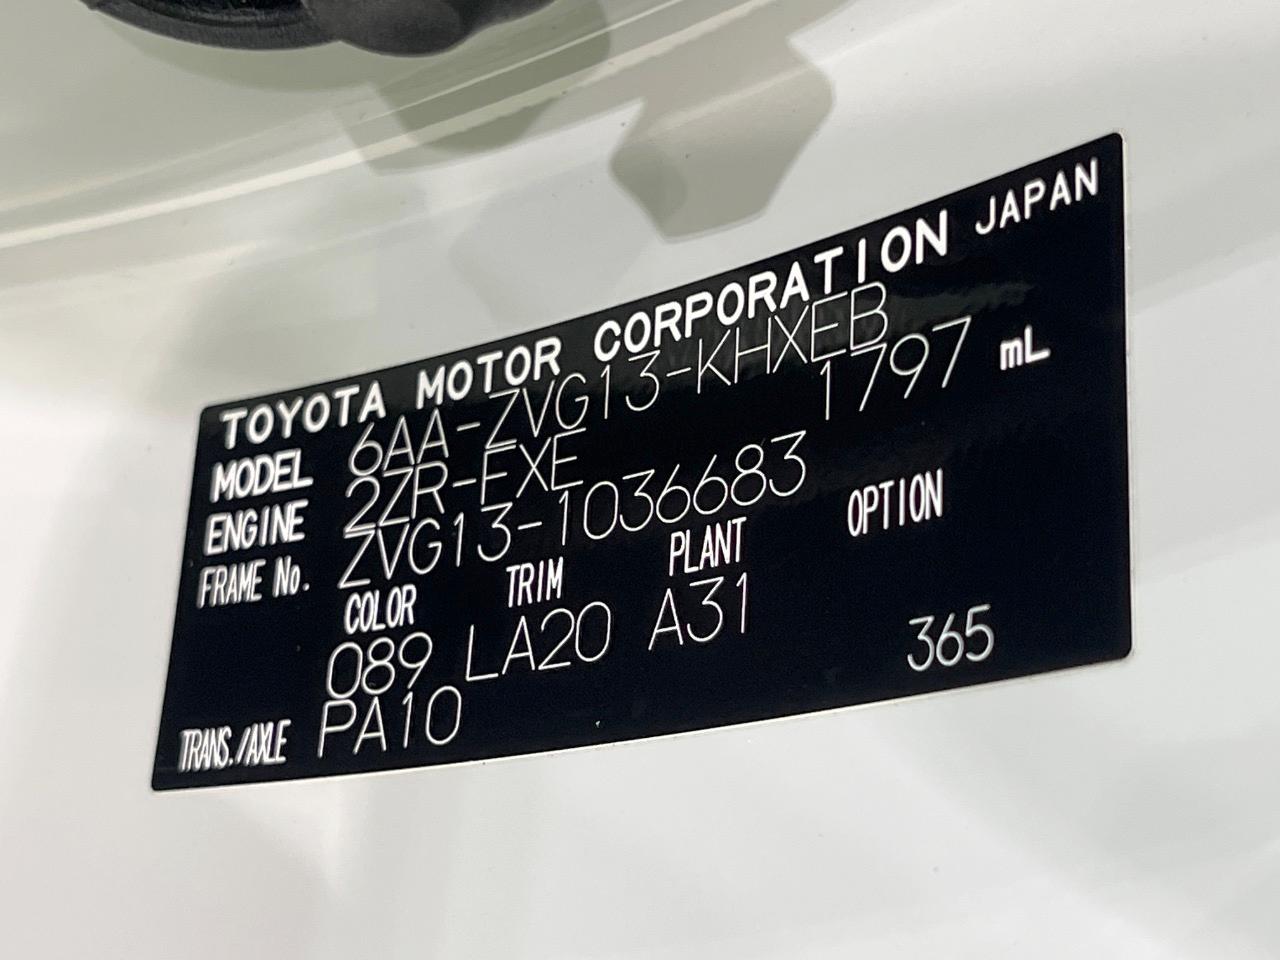 TOYOTA MOTOR CORPORATION JAPAN
MODEL 6AA-ZVG13-KHXEB
ENGINE 2ZR-FXE 1797 mL
FRAME No. ZVG13-1036683
COLOR TRIM PLANT OPTION
089 LA20 A31
TRANS./AXLE PA10 365